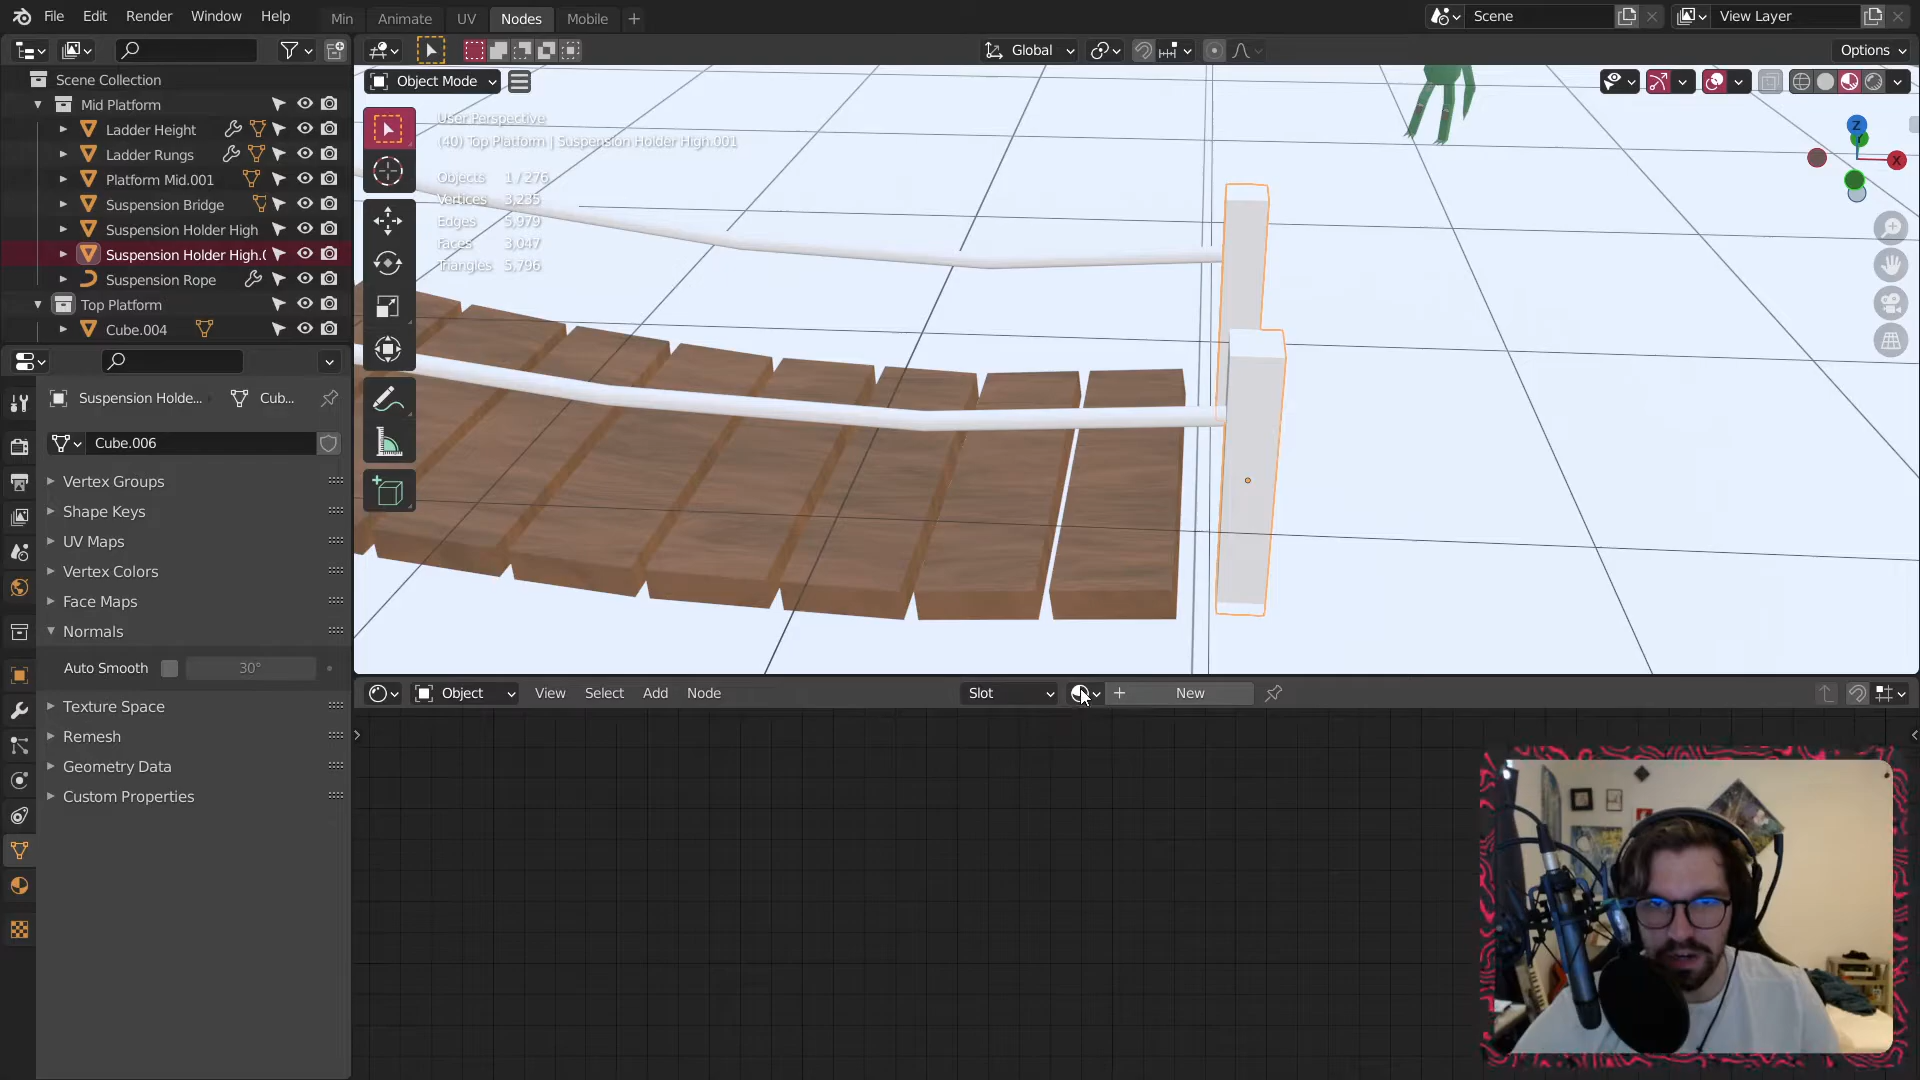 File Edit Render Window Help Min Animate UV Nodes Mobile + Scene View Layer
Global Options
Scene Collection
Object Mode
Mid Platform
Ladder Height
Ladder Rungs
Platform Mid.001
Suspension Bridge
Suspension Holder High
Suspension Holder High.0
Suspension Rope
Top Platform
Cube.004
User Perspective
(40) Top Platform | Suspension Holder High.001
Objects 1 / 276
Vertices 3,235
Edges 5,979
Faces 3,047
Triangles 5,796
Z
Y
X
Suspension Holde... Cub...
Cube.006
Vertex Groups
Shape Keys
UV Maps
Vertex Colors
Face Maps
Normals
Auto Smooth 30°
Texture Space
Remesh
Geometry Data
Custom Properties
Object View Select Add Node Slot + New